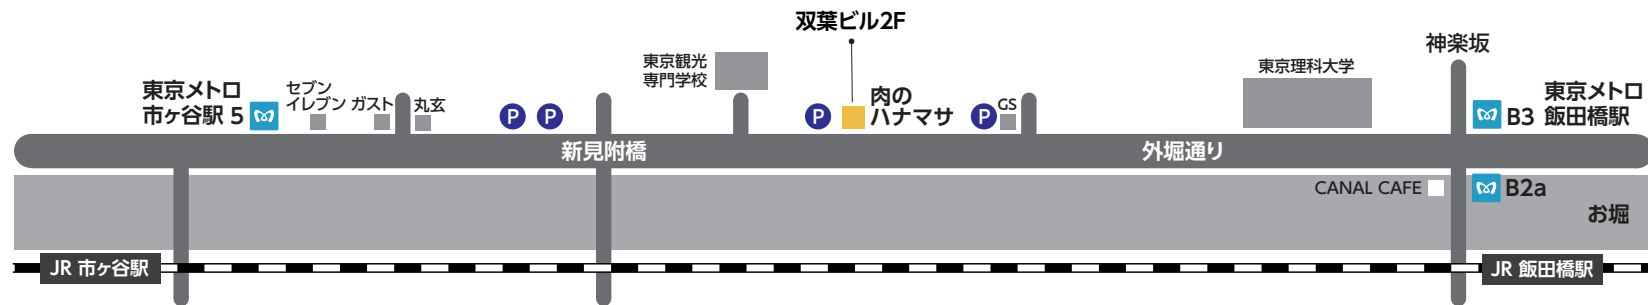 双葉ビル2F
神楽坂
東京観光
専門学校
東京理科大学
東京メトロ
市ヶ谷駅 5
セブン
イレブン
ガスト
丸玄
P
P
P
肉の
ハナマサ
P
GS
B3
東京メトロ
飯田橋駅
新見附橋
外堀通り
CANAL CAFE
B2a
お堀
JR 市ヶ谷駅
JR 飯田橋駅